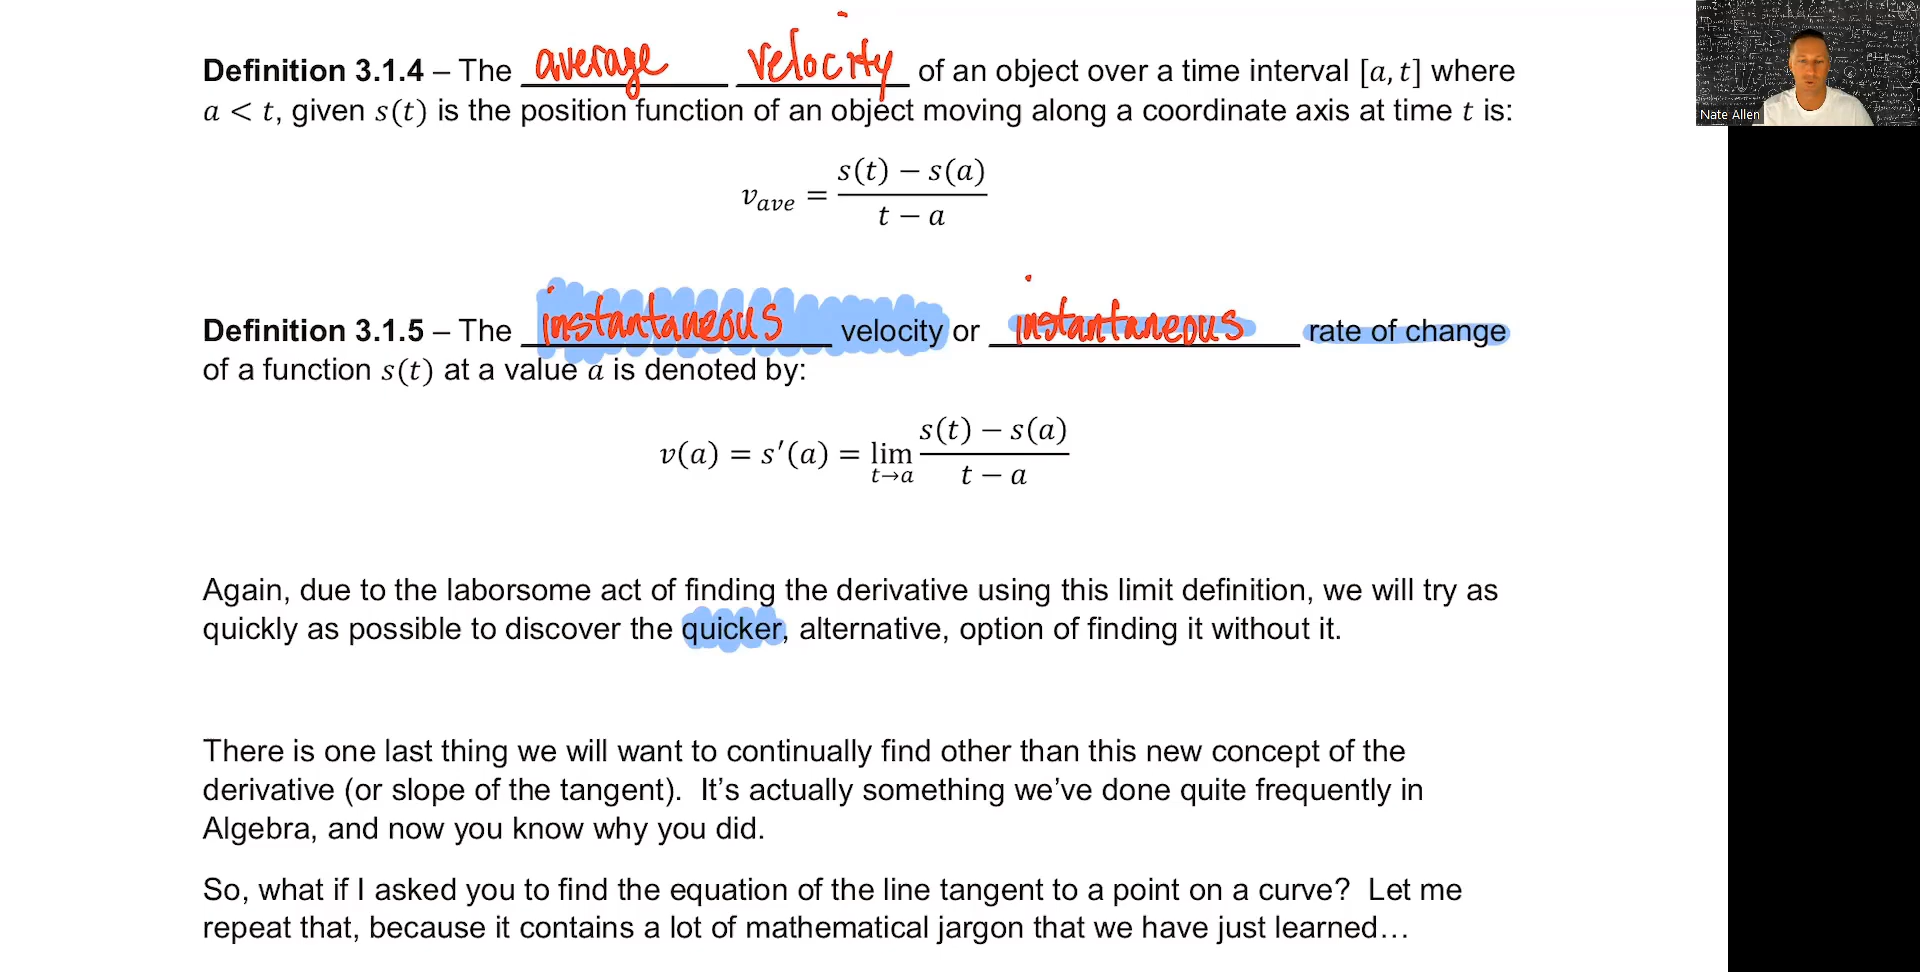 Definition 3.1.4 – The average velocity of an object over a time interval [a, t] where
a < t, given s(t) is the position function of an object moving along a coordinate axis at time t is:
v_ave = (s(t) − s(a)) / (t − a)
Definition 3.1.5 – The instantaneous velocity or instantaneous rate of change
of a function s(t) at a value a is denoted by:
v(a) = s′(a) = lim_{t→a} (s(t) − s(a)) / (t − a)
Again, due to the laborsome act of finding the derivative using this limit definition, we will try as
quickly as possible to discover the quicker, alternative, option of finding it without it.
There is one last thing we will want to continually find other than this new concept of the
derivative (or slope of the tangent).  It’s actually something we’ve done quite frequently in
Algebra, and now you know why you did.
So, what if I asked you to find the equation of the line tangent to a point on a curve?  Let me
repeat that, because it contains a lot of mathematical jargon that we have just learned…
Nate Allen